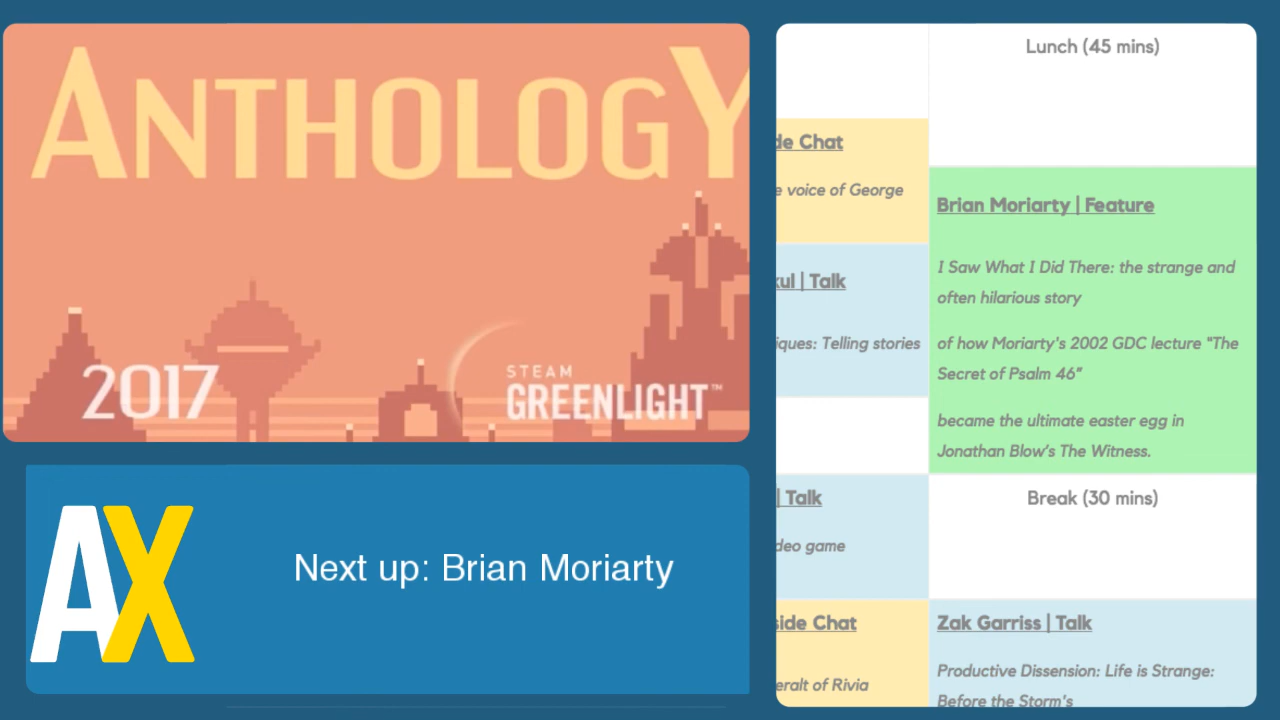 ANTHOLOGY
2017
STEAM
GREENLIGHT™
AX
Next up: Brian Moriarty
de Chat
e voice of George
kul | Talk
iques: Telling stories
| Talk
deo game
side Chat
eralt of Rivia
Lunch (45 mins)
Brian Moriarty | Feature
I Saw What I Did There: the strange and
often hilarious story
of how Moriarty's 2002 GDC lecture "The
Secret of Psalm 46”
became the ultimate easter egg in
Jonathan Blow’s The Witness.
Break (30 mins)
Zak Garriss | Talk
Productive Dissension: Life is Strange:
Before the Storm's